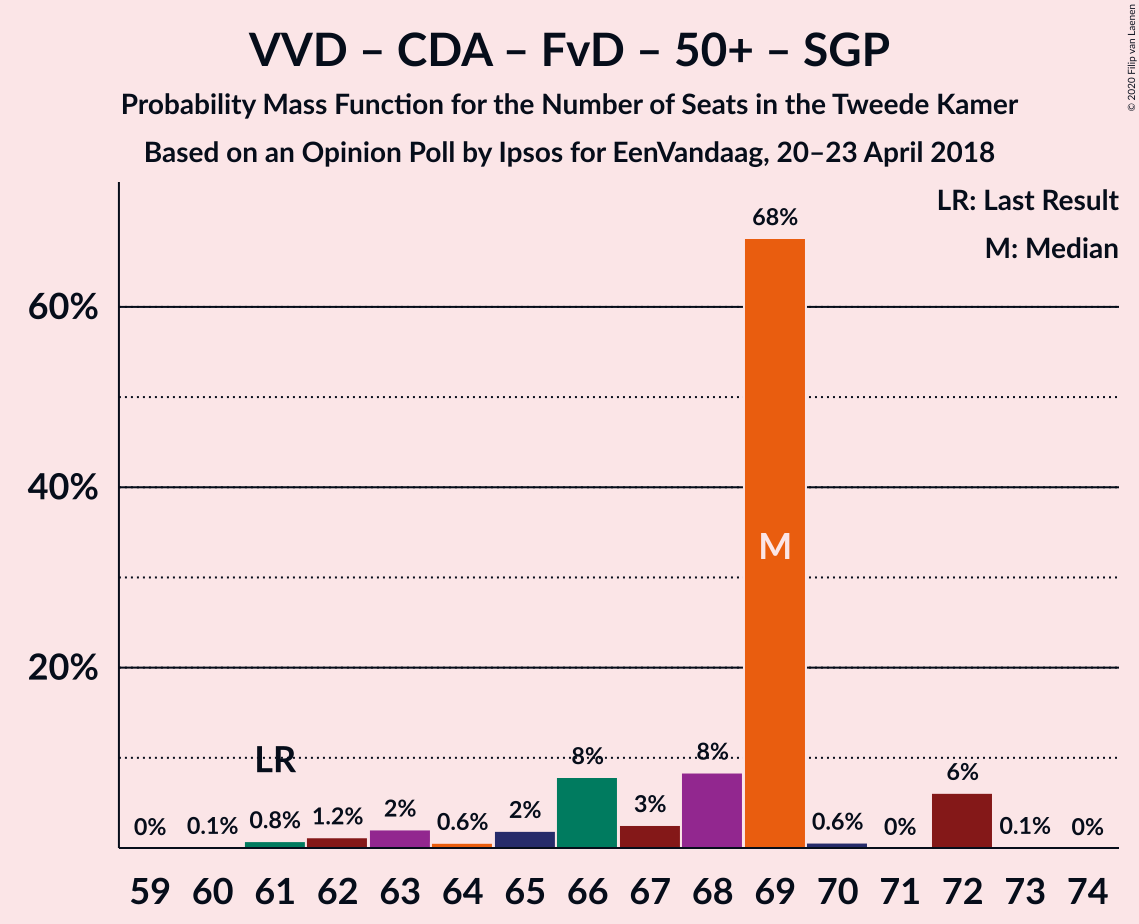 VVD – CDA – FvD – 50+ – SGP
Probability Mass Function for the Number of Seats in the Tweede Kamer
Based on an Opinion Poll by Ipsos for EenVandaag, 20–23 April 2018
© 2020 Filip van Laenen
LR: Last Result
M: Median
60%
40%
20%
0% 0.1% 0.8% 1.2% 2% 0.6% 2% 8% 3% 8% 68% 0.6% 0% 6% 0.1% 0%
LR
M
59 60 61 62 63 64 65 66 67 68 69 70 71 72 73 74